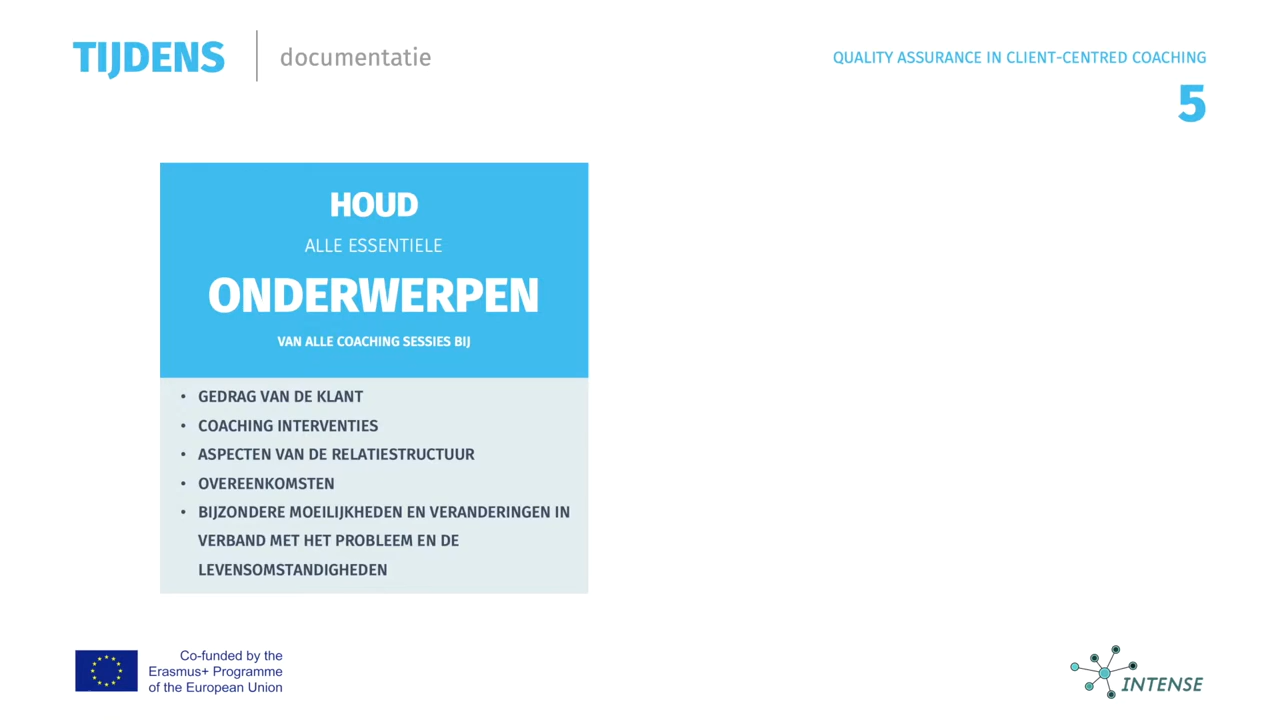 TIJDENS
documentatie
QUALITY ASSURANCE IN CLIENT-CENTRED COACHING
5
HOUD
ALLE ESSENTIELE
ONDERWERPEN
VAN ALLE COACHING SESSIES BIJ
• GEDRAG VAN DE KLANT
• COACHING INTERVENTIES
• ASPECTEN VAN DE RELATIESTRUCTUUR
• OVEREENKOMSTEN
• BIJZONDERE MOEILIJKHEDEN EN VERANDERINGEN IN
VERBAND MET HET PROBLEEM EN DE
LEVENSOMSTANDIGHEDEN
Co-funded by the
Erasmus+ Programme
of the European Union
INTENSE